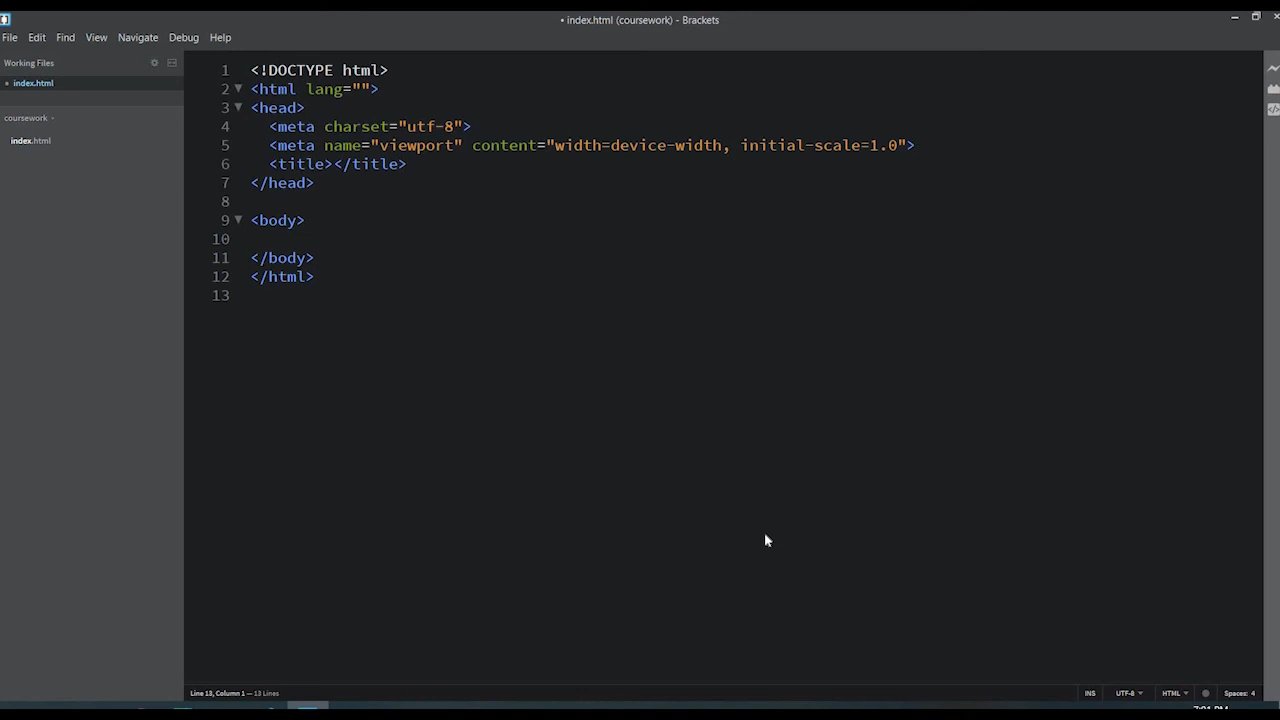 • index.html (coursework) - Brackets
File Edit Find View Navigate Debug Help
Working Files
• index.html
coursework
index.html
1 <!DOCTYPE html>
2 <html lang="">
3 <head>
4 <meta charset="utf-8">
5 <meta name="viewport" content="width=device-width, initial-scale=1.0">
6 <title></title>
7 </head>
8
9 <body>
10
11 </body>
12 </html>
13
Line 13, Column 1 — 13 Lines
INS UTF-8 HTML Spaces: 4